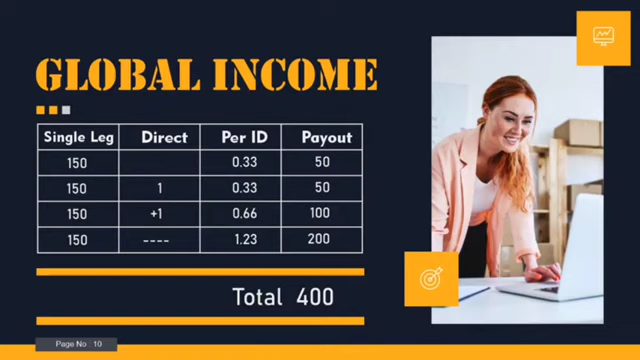 GLOBAL INCOME
Single Leg Direct Per ID Payout
150 0.33 50
150 1 0.33 50
150 +1 0.66 100
150 ---- 1.23 200
Total 400
Page No : 10